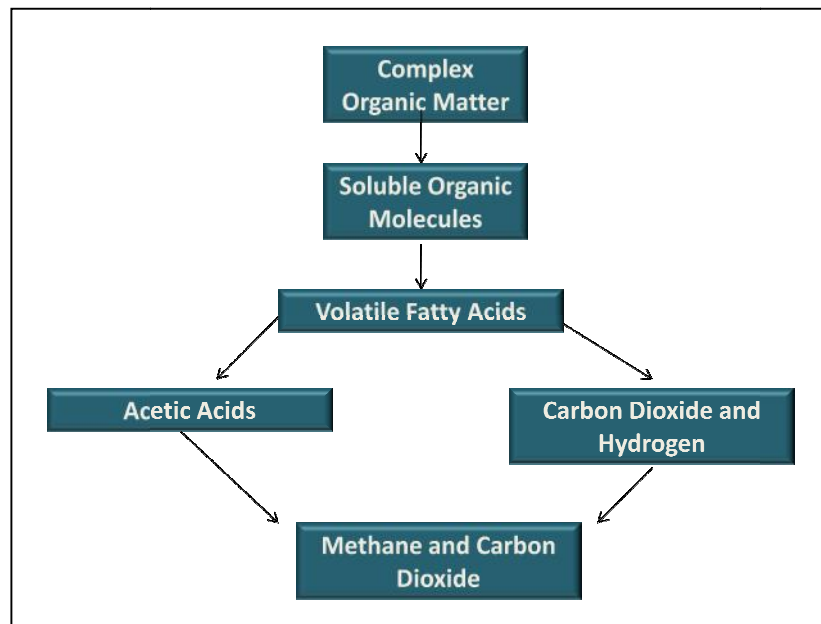 Complex
Organic Matter
Soluble Organic
Molecules
Volatile Fatty Acids
Acetic Acids
Carbon Dioxide and
Hydrogen
Methane and Carbon
Dioxide